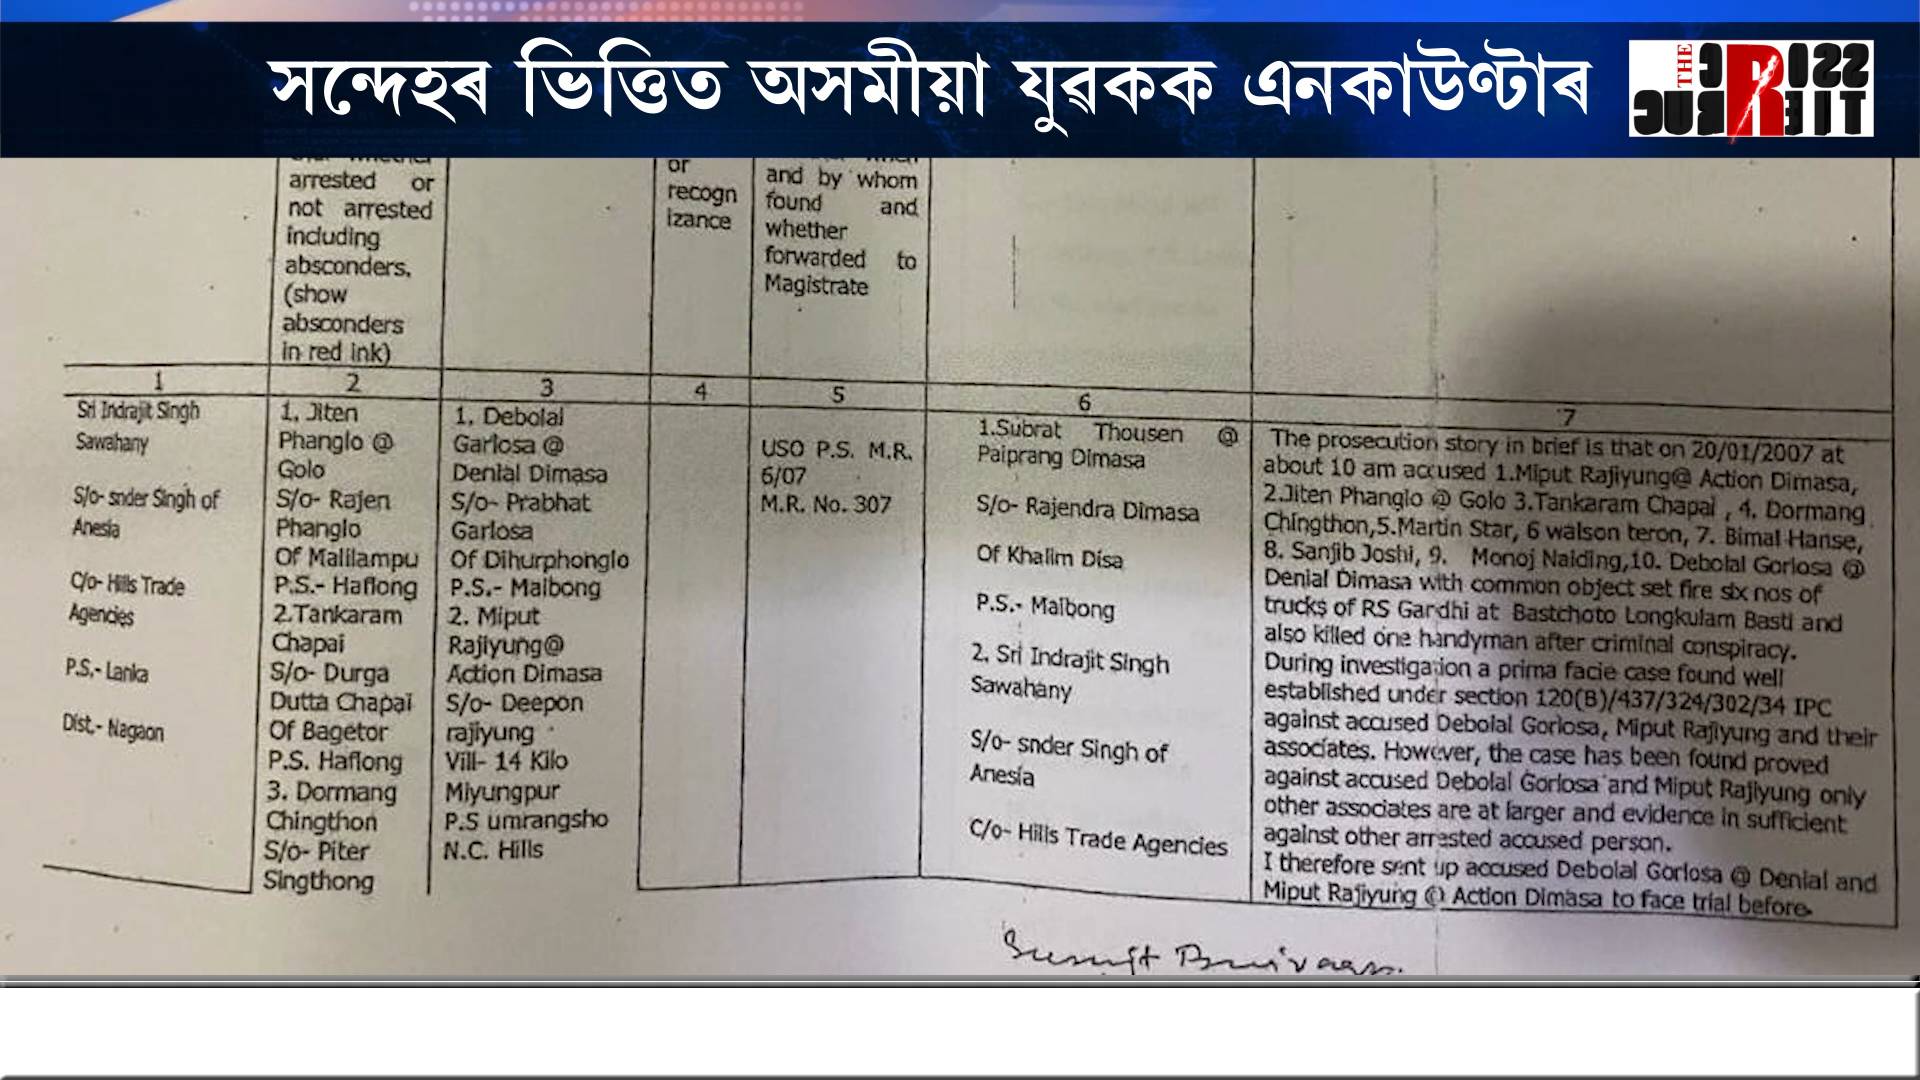 সন্দেহৰ ভিত্তিত অসমীয়া যুৱকক এনকাউণ্টাৰ
THE CROSS
CURRENT
arrested or
not arrested
including
absconders.
(show
absconders
in red ink)
or
recogn
izance
and by whom
found and
whether
forwarded to
Magistrate
1
2
3
4
5
6
7
Sri Indrajit Singh
Sawahany
S/o- snder Singh of
Anesia
C/o- Hills Trade
Agencies
P.S.- Lanka
Dist.- Nagaon
1. Jiten
Phanglo @
Golo
S/o- Rajen
Phanglo
Of Malilampu
P.S.- Haflong
2.Tankaram
Chapai
S/o- Durga
Dutta Chapai
Of Bagetor
P.S. Haflong
3. Dormang
Chingthon
S/o- Piter
Singthong
1. Debolal
Garlosa @
Denial Dimasa
S/o- Prabhat
Garlosa
Of Dihurphonglo
P.S.- Maibong
2. Miput
Rajiyung@
Action Dimasa
S/o- Deepon
rajiyung
Vill- 14 Kilo
Miyungpur
P.S umrangsho
N.C. Hills
USO P.S. M.R.
6/07
M.R. No. 307
1.Subrat Thousen @
Paiprang Dimasa
S/o- Rajendra Dimasa
Of Khalim Disa
P.S.- Maibong
2. Sri Indrajit Singh
Sawahany
S/o- snder Singh of
Anesia
C/o- Hills Trade Agencies
The prosecution story in brief is that on 20/01/2007 at
about 10 am accused 1.Miput Rajiyung@ Action Dimasa,
2.Jiten Phanglo @ Golo 3.Tankaram Chapai , 4. Dormang
Chingthon,5.Martin Star, 6 walson teron, 7. Bimal Hanse,
8. Sanjib Joshi, 9. Monoj Naiding,10. Debolal Gorlosa @
Denial Dimasa with common object set fire six nos of
trucks of RS Gandhi at Bastchoto Longkulam Basti and
also killed one handyman after criminal conspiracy.
During investigation a prima facie case found well
established under section 120(B)/437/324/302/34 IPC
against accused Debolal Gorlosa, Miput Rajiyung and their
associates. However, the case has been found proved
against accused Debolal Gorlosa and Miput Rajiyung only
other associates are at larger and evidence in sufficient
against other arrested accused person.
I therefore sent up accused Debolal Gorlosa @ Denial and
Miput Rajiyung @ Action Dimasa to face trial before.